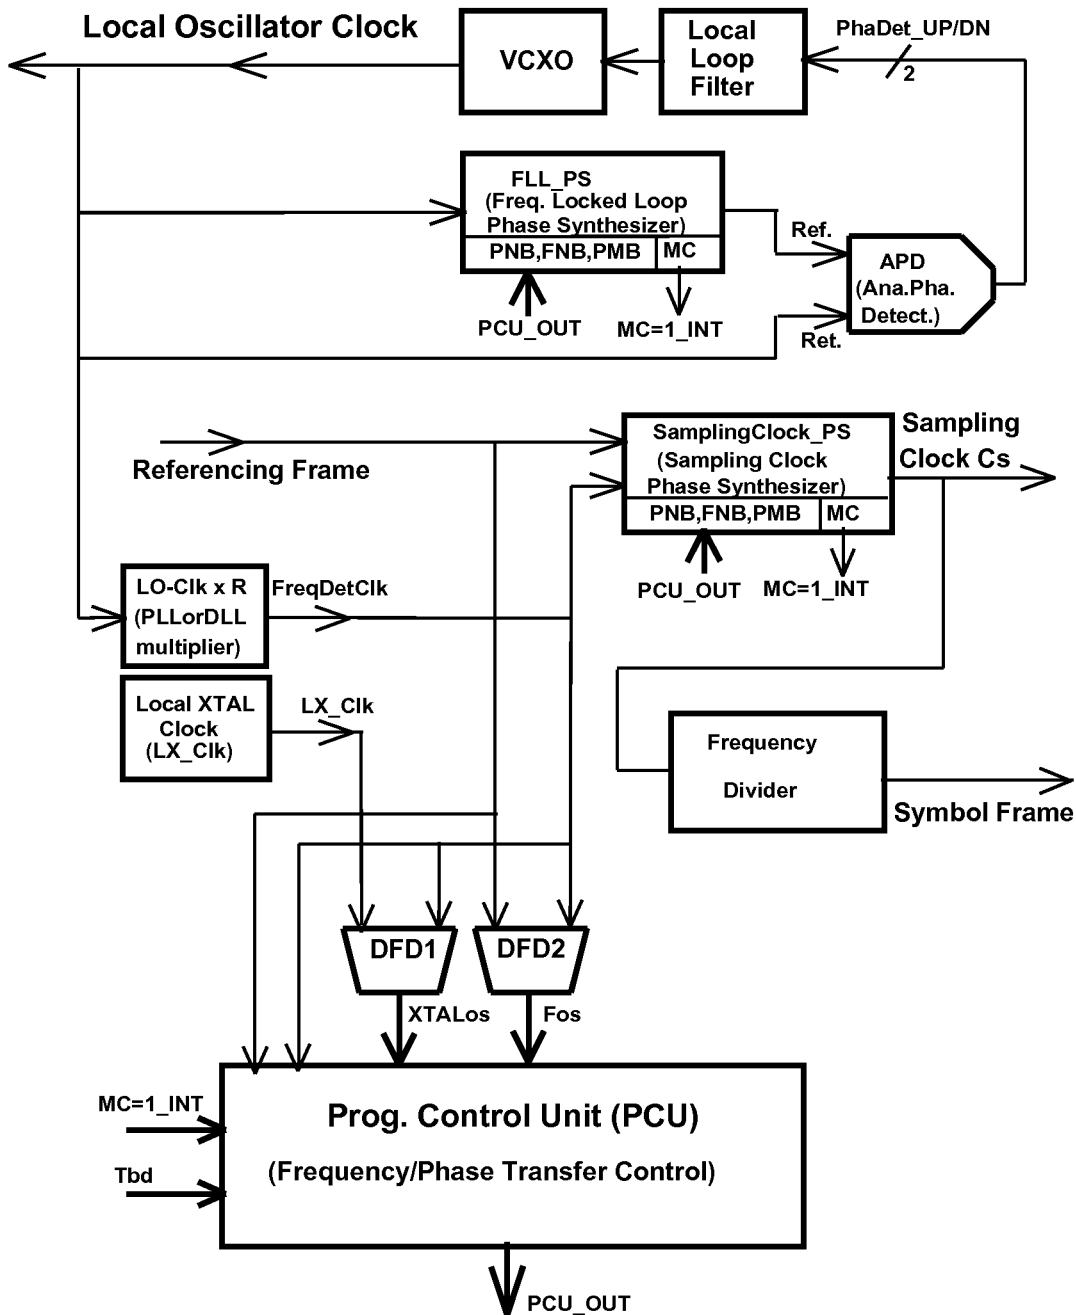 Local Oscillator Clock
VCXO
Local
Loop
Filter
PhaDet_UP/DN
2
FLL_PS
(Freq. Locked Loop
Phase Synthesizer)
PNB,FNB,PMB
MC
PCU_OUT
MC=1_INT
Ref.
APD
(Ana.Pha.
Detect.)
Ret.
Referencing Frame
SamplingClock_PS
(Sampling Clock
Phase Synthesizer)
PNB,FNB,PMB
MC
Sampling
Clock Cs
PCU_OUT
MC=1_INT
LO-Clk x R
(PLLorDLL
multiplier)
FreqDetClk
Local XTAL
Clock
(LX_Clk)
LX_Clk
Frequency
Divider
Symbol Frame
DFD1
DFD2
XTALos
Fos
MC=1_INT
Tbd
Prog. Control Unit (PCU)
(Frequency/Phase Transfer Control)
PCU_OUT